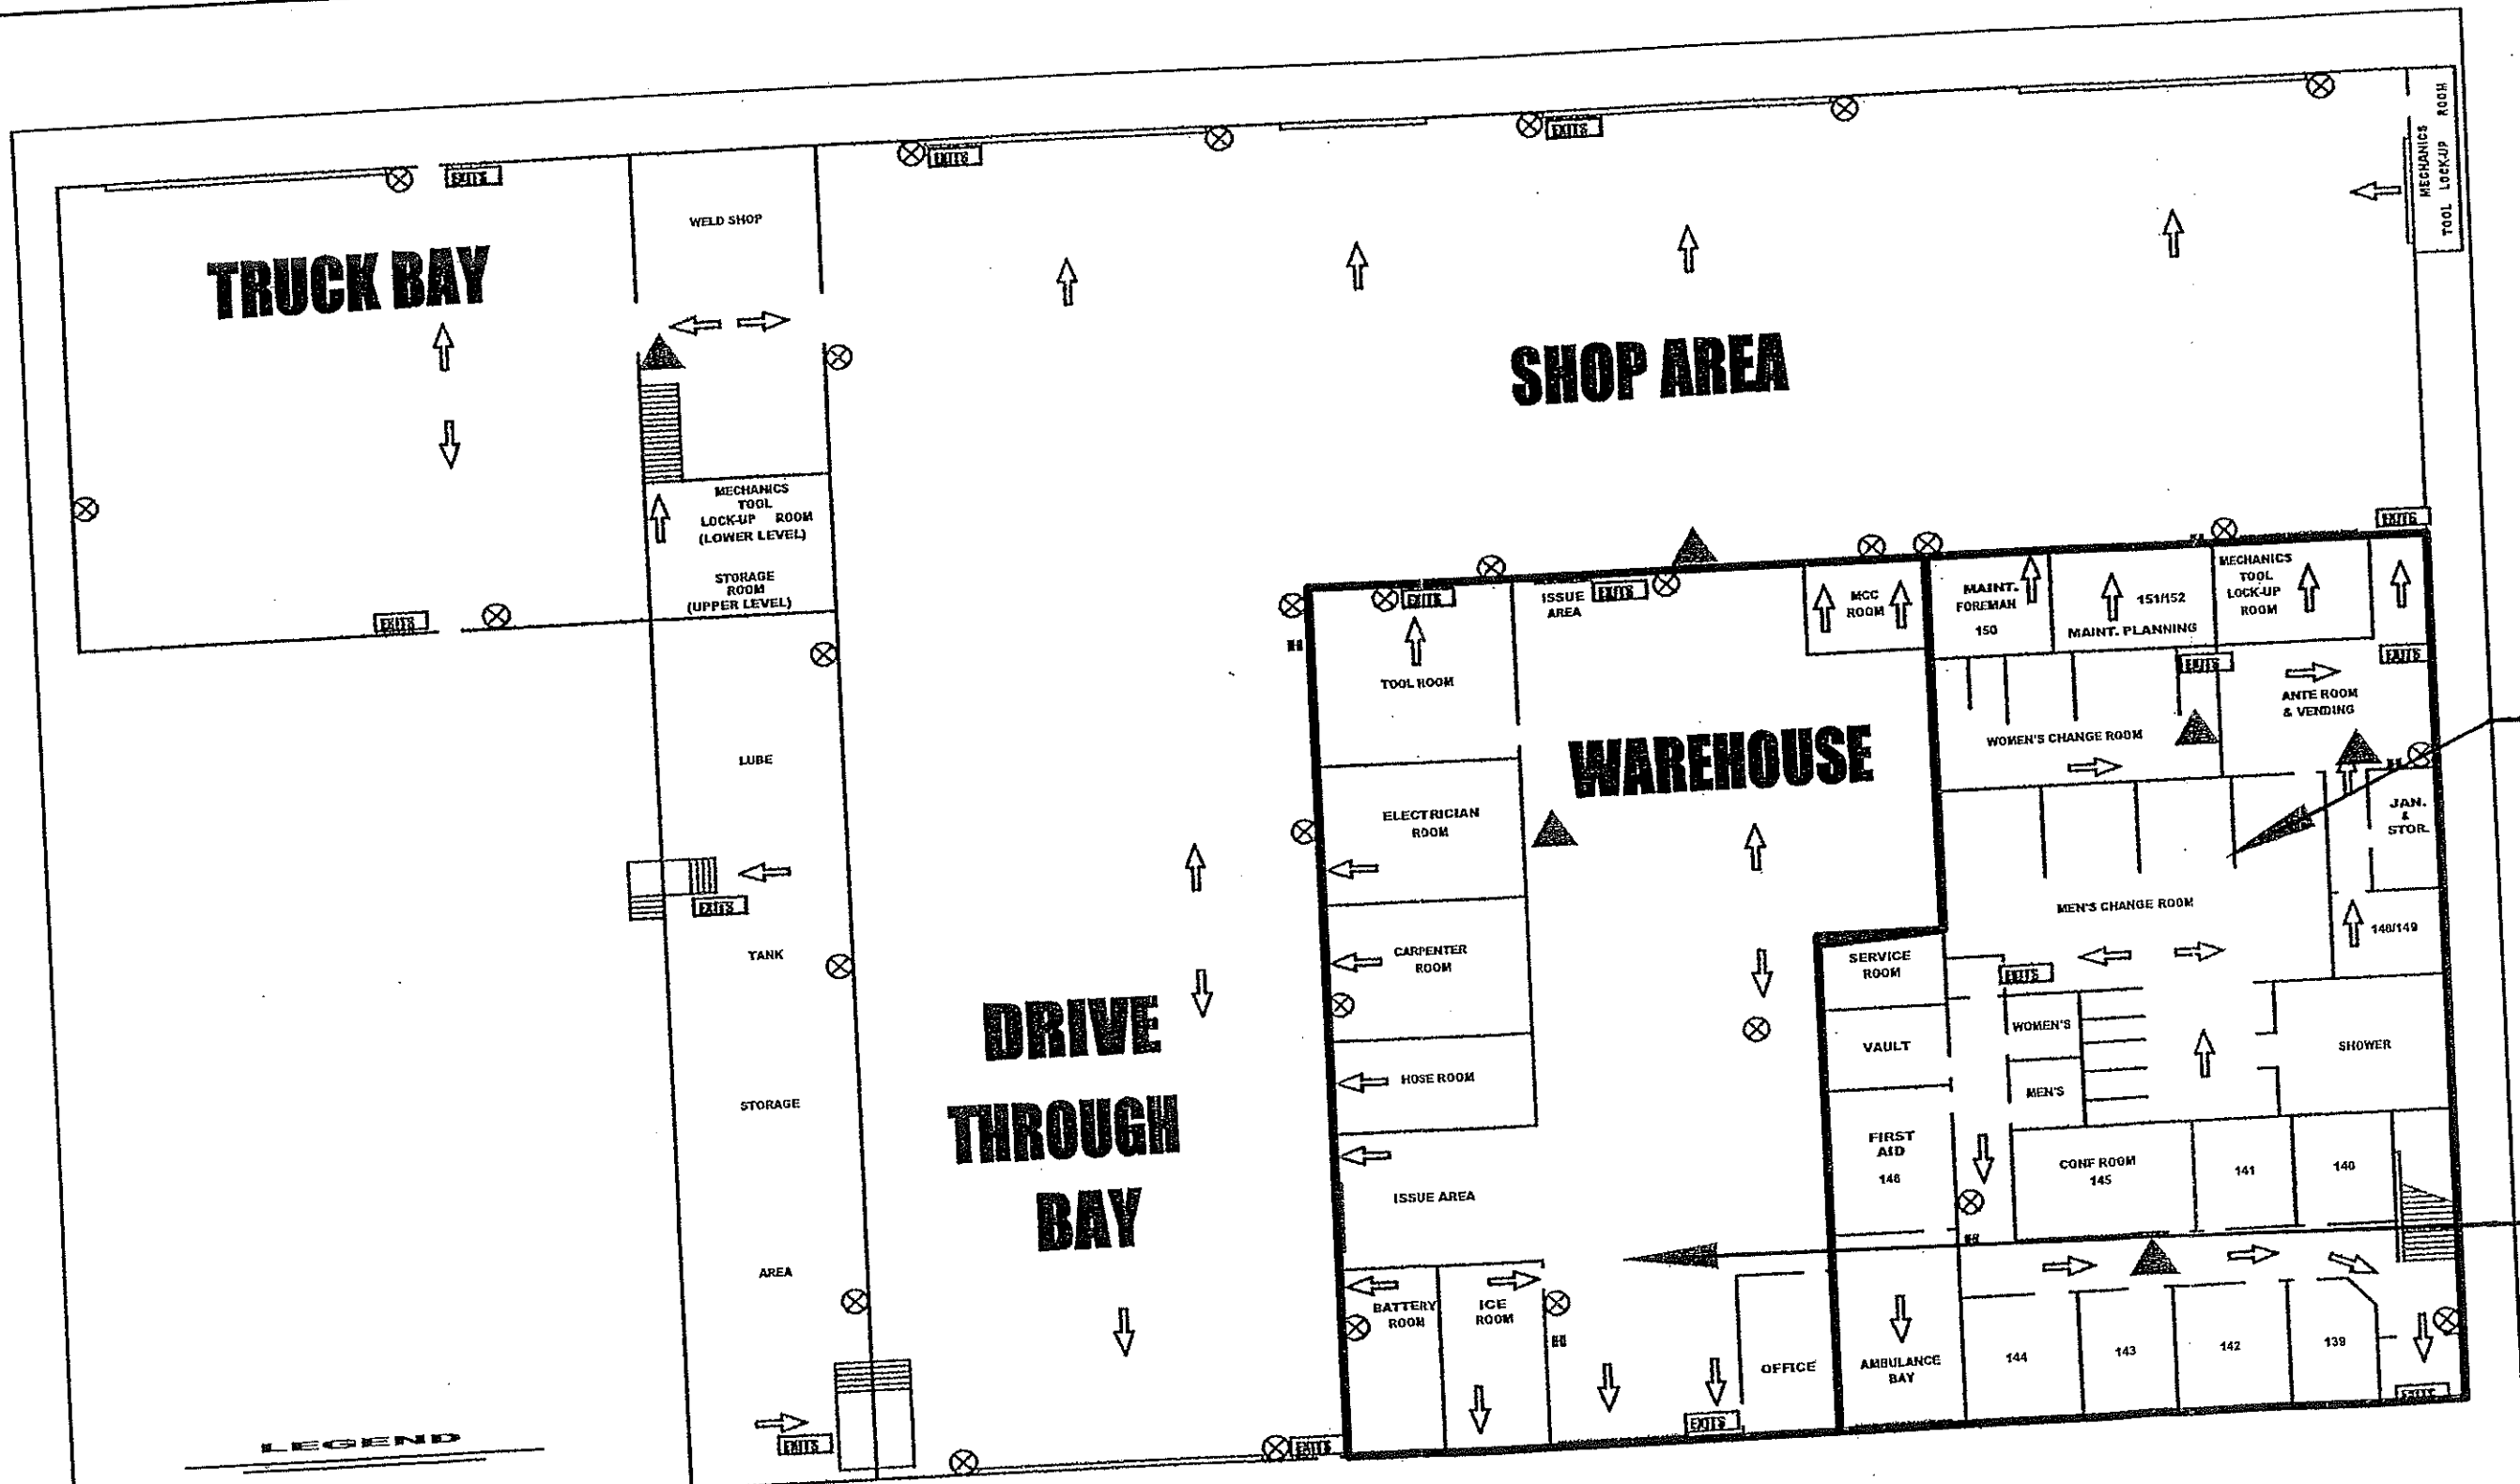 EXITS
EXITS
EXITS
WELD SHOP
MECHANICS
TOOL LOCK-UP ROOM
TRUCK BAY
SHOP AREA
MECHANICS
TOOL
LOCK-UP ROOM
(LOWER LEVEL)
STORAGE
ROOM
(UPPER LEVEL)
EXITS
EXITS
ISSUE
AREA
EXITS
EXITS
MCC
ROOM
MAINT.
FOREMAN
150
151/152
MAINT. PLANNING
MECHANICS
TOOL
LOCK-UP
ROOM
EXITS
EXITS
TOOL ROOM
ANTE ROOM
& VENDING
WOMEN'S CHANGE ROOM
LUBE
WAREHOUSE
ELECTRICIAN
ROOM
JAN.
&
STOR.
EXITS
MEN'S CHANGE ROOM
148/149
TANK
CARPENTER
ROOM
SERVICE
ROOM
EXITS
DRIVE
THROUGH
BAY
WOMEN'S
VAULT
SHOWER
HOSE ROOM
MEN'S
STORAGE
FIRST
AID
146
CONF ROOM
145
141
140
ISSUE AREA
AREA
BATTERY
ROOM
ICE
ROOM
OFFICE
AMBULANCE
BAY
144
143
142
139
EXITS
EXITS
EXITS
EXITS
LEGEND